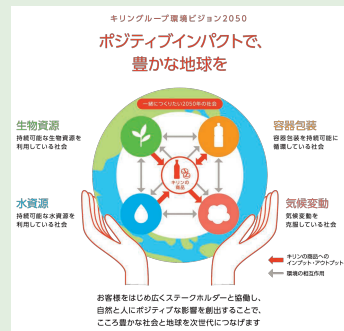 キリングループ環境ビジョン2050
ポジティブインパクトで、
豊かな地球を
一緒につくりたい2050年の社会
生物資源
持続可能な生物資源を
利用している社会
容器包装
容器包装を持続可能に
循環している社会
キリンの
商品
水資源
持続可能な水資源を
利用している社会
気候変動
気候変動を
克服している社会
キリンの商品への
インプット・アウトプット
環境の相互作用
お客様をはじめ広くステークホルダーと協働し、
自然と人にポジティブな影響を創出することで、
こころ豊かな社会と地球を次世代につなげます